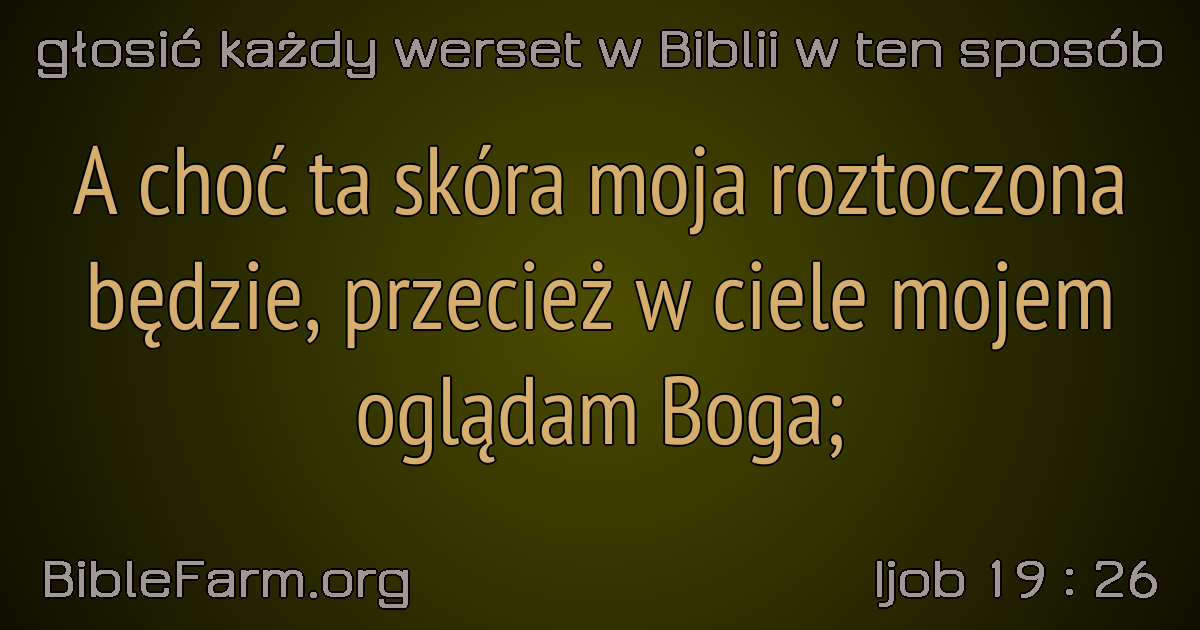 głosić każdy werset w Biblii w ten sposób
A choć ta skóra moja roztoczona
będzie, przecież w ciele mojem
oglądam Boga;
BibleFarm.org
Ijob 19 : 26